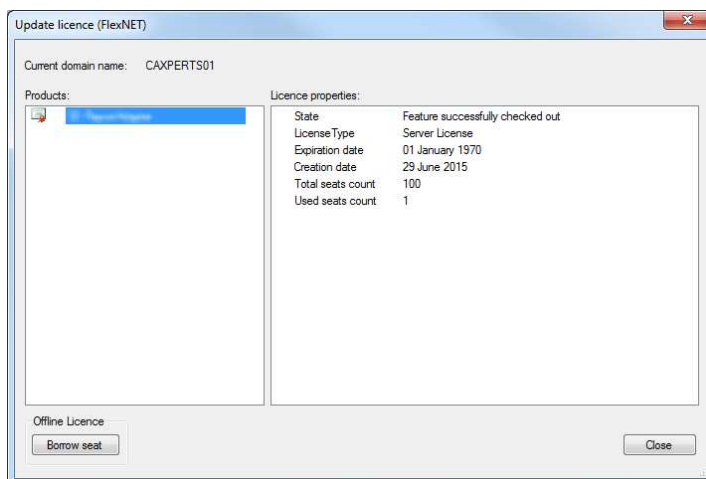 Update licence (FlexNET)
Current domain name: CAXPERTS01
Products:
Licence properties:
State Feature successfully checked out
LicenseType Server License
Expiration date 01 January 1970
Creation date 29 June 2015
Total seats count 100
Used seats count 1
Offline Licence
Borrow seat
Close